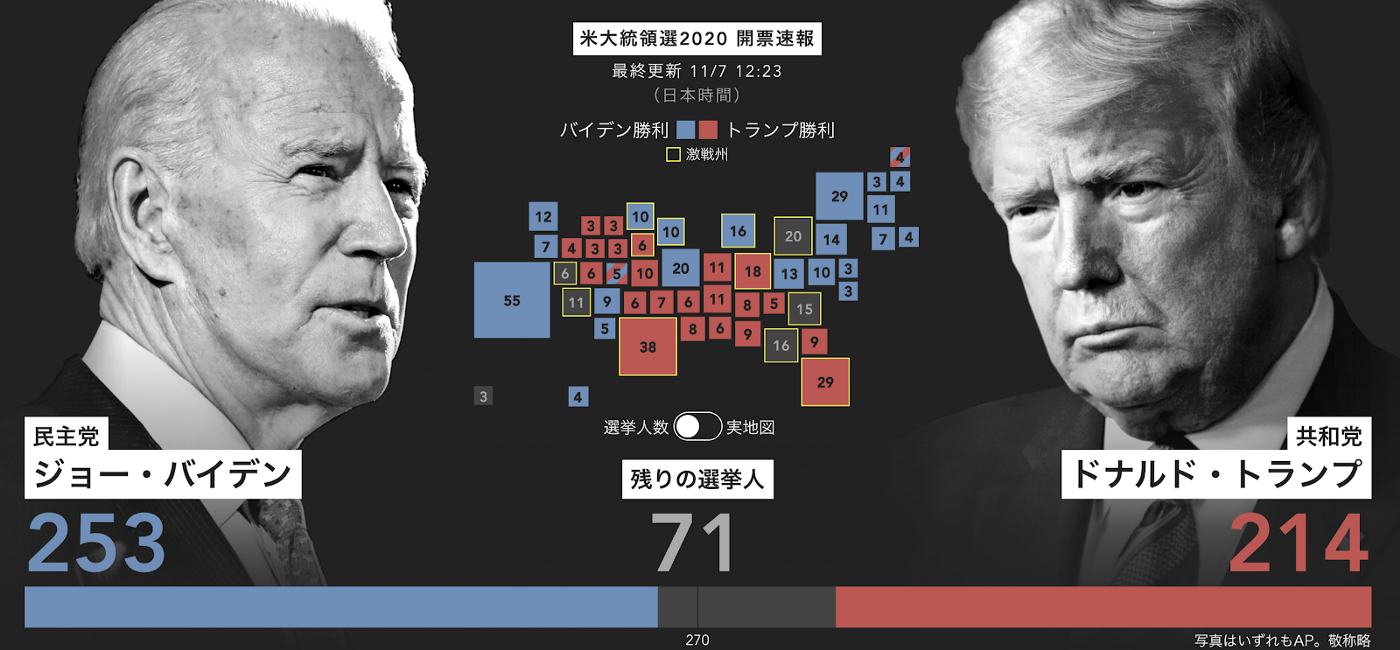 米大統領選2020 開票速報
最終更新 11/7 12:23
（日本時間）
バイデン勝利 トランプ勝利
激戦州
4
29 3 4
12 3 3 10 10 16 20 14 11
7 4 3 3 6 7 4
55 6 6 5 10 20 11 18 13 10 3
11 9 6 7 6 11 8 5 15 3
5 38 8 6 9 16 9
29
3 4
選挙人数 実地図
民主党
ジョー・バイデン
253
残りの選挙人
71
共和党
ドナルド・トランプ
214
270
写真はいずれもAP。敬称略